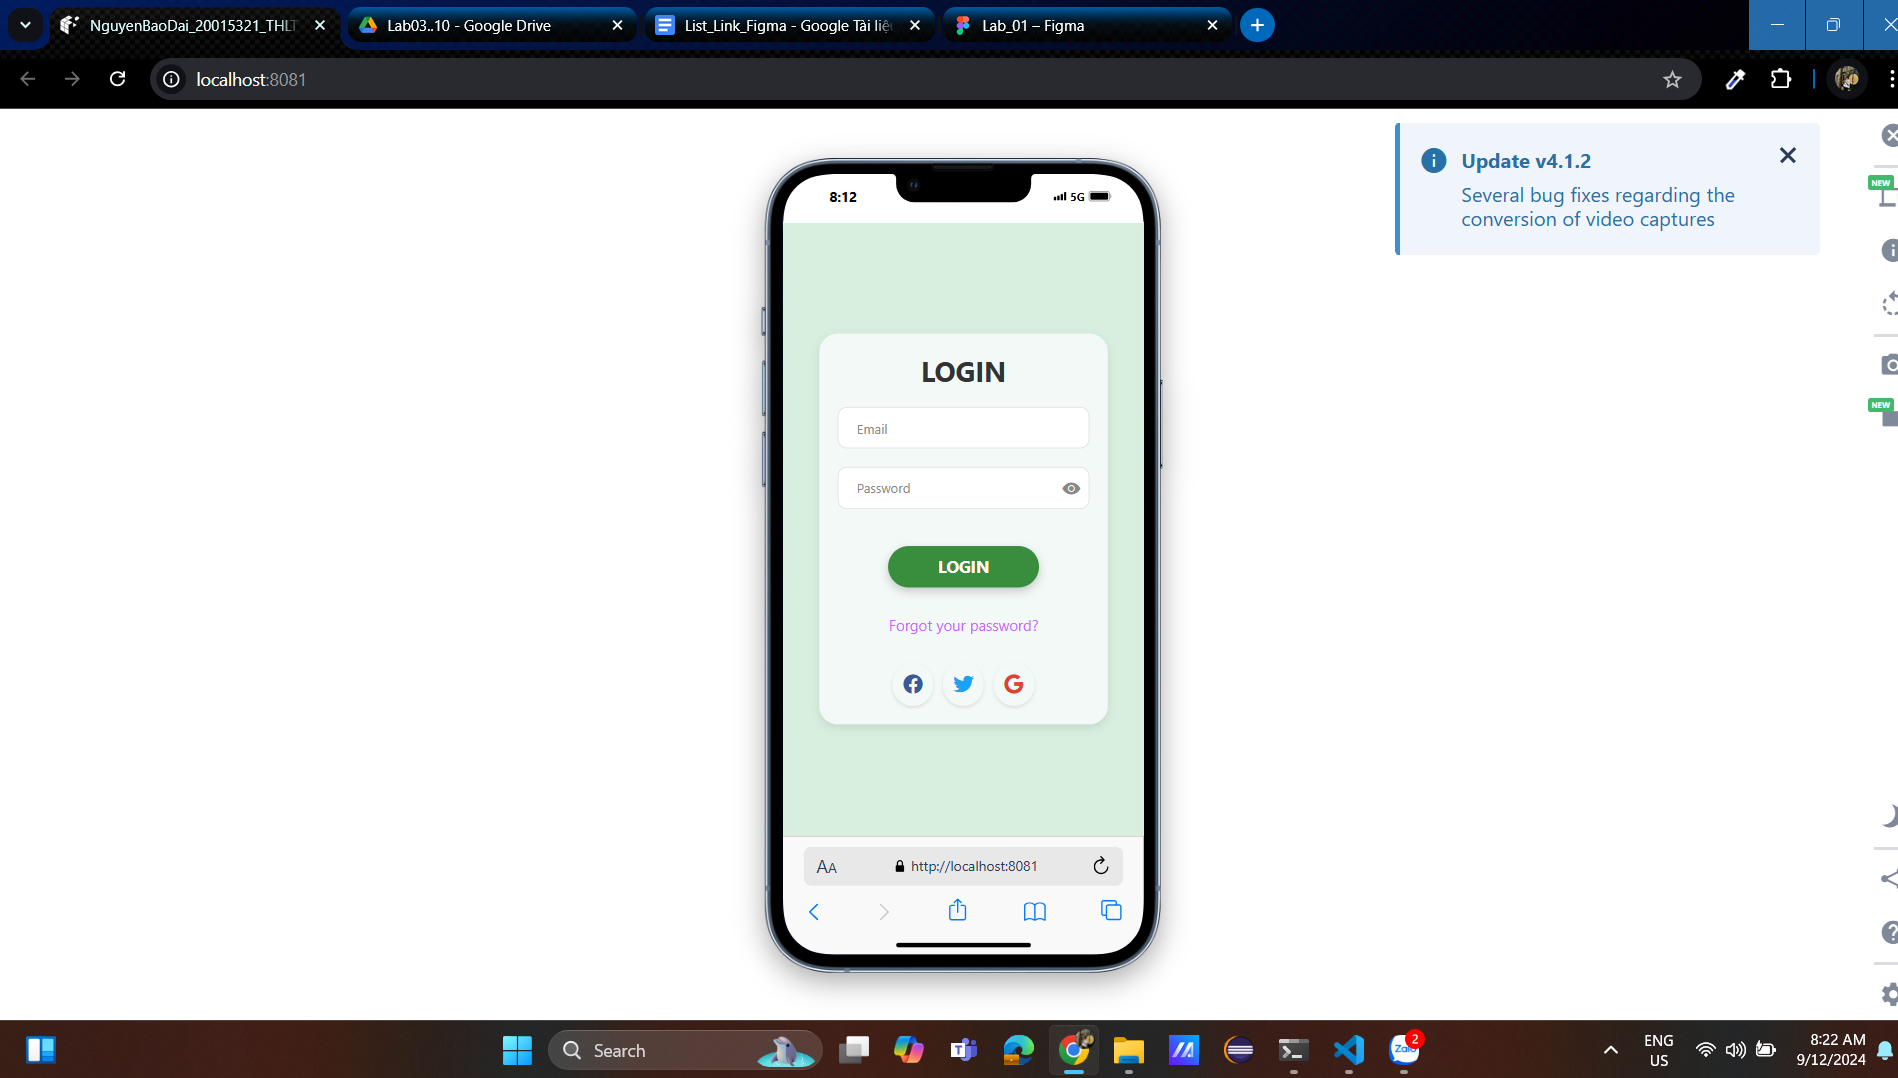 NguyenBaoDai_20015321_THLT
Lab03..10 - Google Drive
List_Link_Figma - Google Tài liệu
Lab_01 – Figma
localhost:8081
Update v4.1.2
Several bug fixes regarding the
conversion of video captures
NEW
NEW
8:12
5G
LOGIN
Email
Password
LOGIN
Forgot your password?
AA
http://localhost:8081
Search
Zalo
2
ENG
US
8:22 AM
9/12/2024